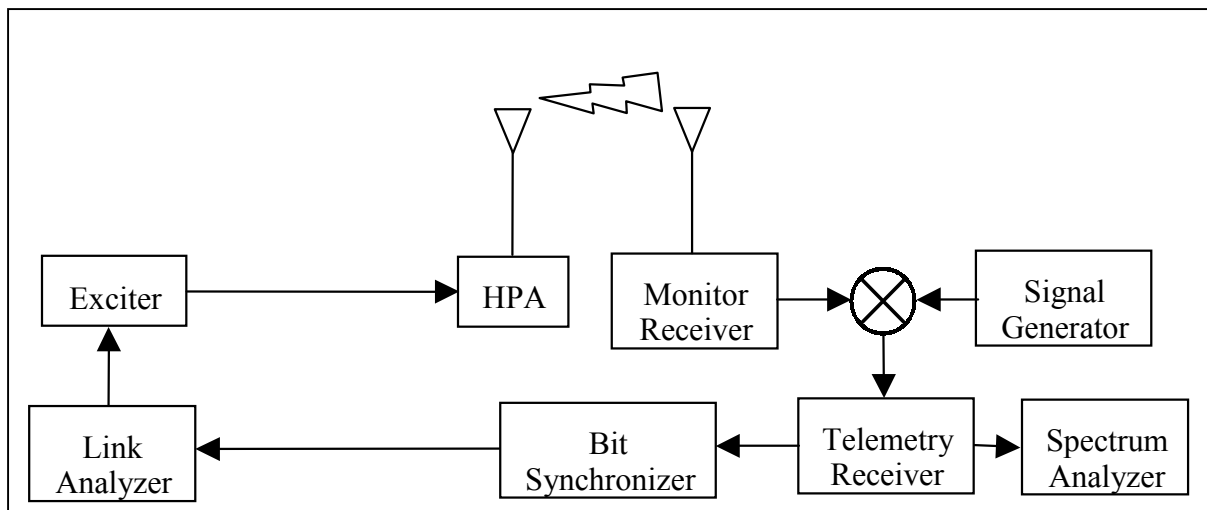 Exciter
HPA
Monitor
Receiver
Signal
Generator
Link
Analyzer
Bit
Synchronizer
Telemetry
Receiver
Spectrum
Analyzer